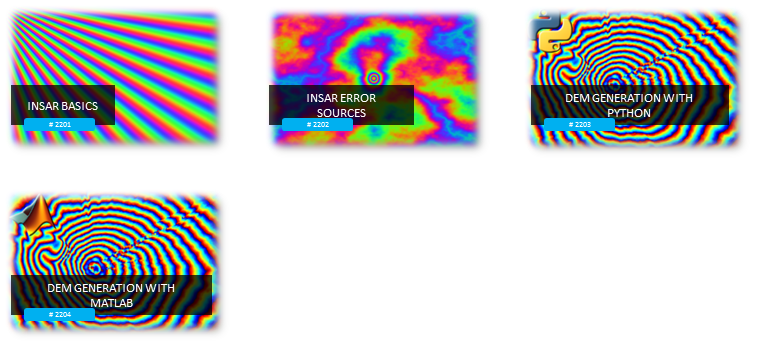 INSAR BASICS
# 2201
INSAR ERROR
SOURCES
# 2202
DEM GENERATION WITH
PYTHON
# 2203
DEM GENERATION WITH
MATLAB
# 2204